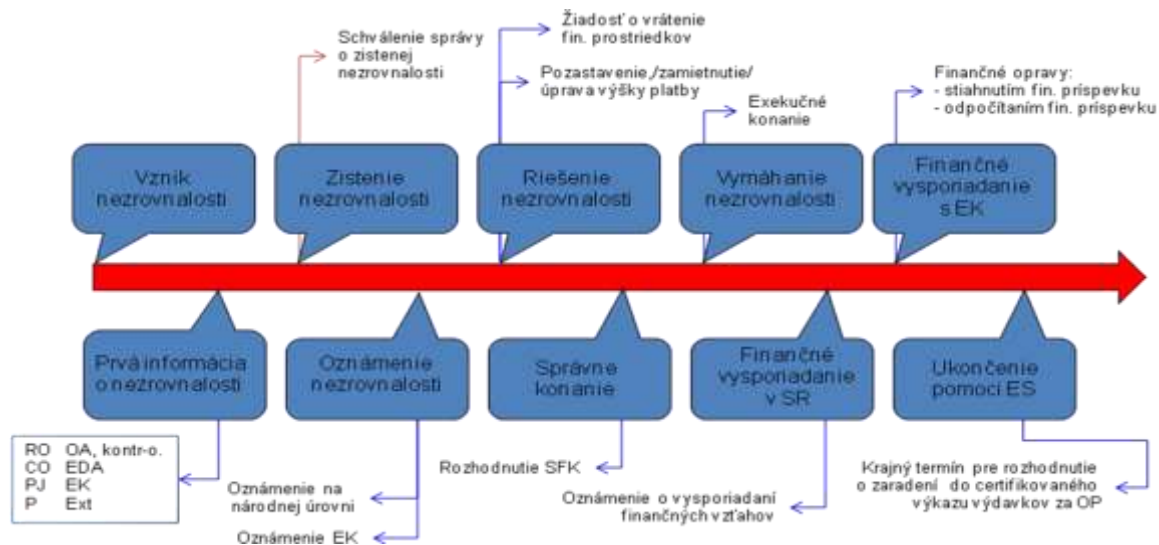 Schválenie správy
o zistenej
nezrovnalosti
Žiadosť o vrátenie
fin. prostriedkov
Pozastavenie,/zamietnutie/
úprava výšky platby
Exekučné
konanie
Finančné opravy:
- stiahnutím fin. príspevku
- odpočítaním fin. príspevku
Vznik
nezrovnalosti
Zistenie
nezrovnalosti
Riešenie
nezrovnalosti
Vymáhanie
nezrovnalosti
Finančné
vysporiadanie
s EK
Prvá informácia
o nezrovnalosti
Oznámenie
nezrovnalosti
Správne
konanie
Finančné
vysporiadanie
v SR
Ukončenie
pomoci ES
RO OA, kontr-o.
CO EDA
PJ EK
P Ext
Oznámenie na
národnej úrovni
Oznámenie EK
Rozhodnutie SFK
Oznámenie o vysporiadaní
finančných vzťahov
Krajný termín pre rozhodnutie
o zaradení do certifikovaného
výkazu výdavkov za OP